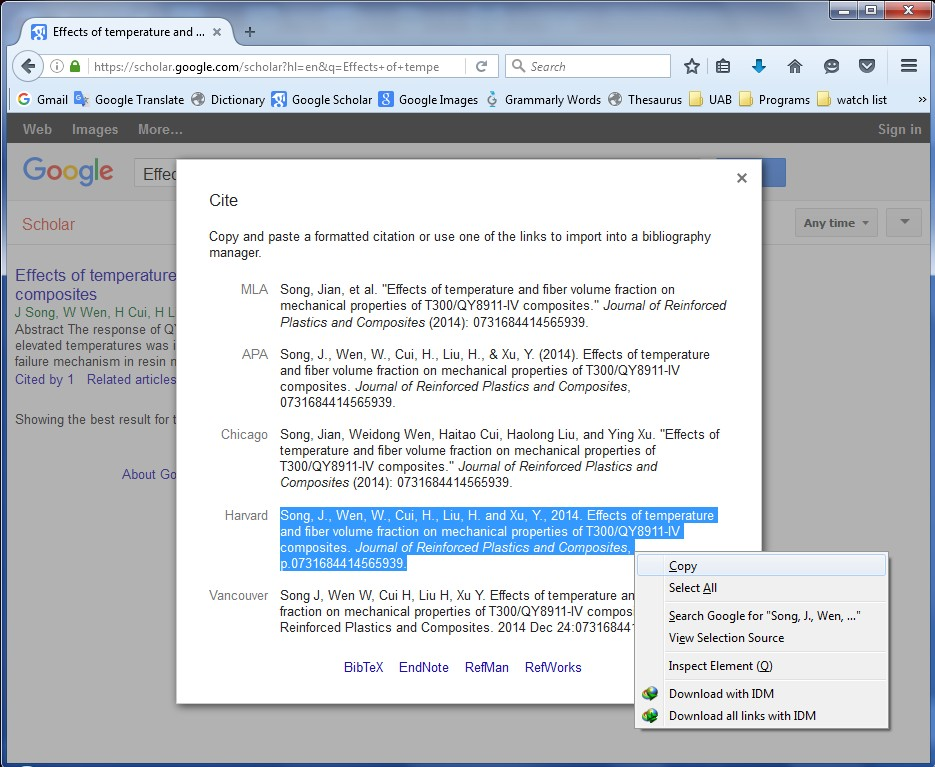 Effects of temperature and ...
https://scholar.google.com/scholar?hl=en&q=Effects+of+tempe
Search
Gmail Google Translate Dictionary Google Scholar Google Images Grammarly Words Thesaurus UAB Programs watch list »
Web Images More... Sign in
Google Effec
Scholar Any time
Effects of temperature
composites
J Song, W Wen, H Cui, H L
Abstract The response of Q
elevated temperatures was i
failure mechanism in resin n
Cited by 1 Related articles
Showing the best result for t
About Go
Cite
Copy and paste a formatted citation or use one of the links to import into a bibliography
manager.
MLA Song, Jian, et al. "Effects of temperature and fiber volume fraction on
mechanical properties of T300/QY8911-IV composites." Journal of Reinforced
Plastics and Composites (2014): 0731684414565939.
APA Song, J., Wen, W., Cui, H., Liu, H., & Xu, Y. (2014). Effects of temperature
and fiber volume fraction on mechanical properties of T300/QY8911-IV
composites. Journal of Reinforced Plastics and Composites,
0731684414565939.
Chicago Song, Jian, Weidong Wen, Haitao Cui, Haolong Liu, and Ying Xu. "Effects of
temperature and fiber volume fraction on mechanical properties of
T300/QY8911-IV composites." Journal of Reinforced Plastics and
Composites (2014): 0731684414565939.
Harvard Song, J., Wen, W., Cui, H., Liu, H. and Xu, Y., 2014. Effects of temperature
and fiber volume fraction on mechanical properties of T300/QY8911-IV
composites. Journal of Reinforced Plastics and Composites,
p.0731684414565939.
Vancouver Song J, Wen W, Cui H, Liu H, Xu Y. Effects of temperature an
fraction on mechanical properties of T300/QY8911-IV compos
Reinforced Plastics and Composites. 2014 Dec 24:07316841
BibTeX EndNote RefMan RefWorks
Copy
Select All
Search Google for "Song, J., Wen, ..."
View Selection Source
Inspect Element (Q)
Download with IDM
Download all links with IDM